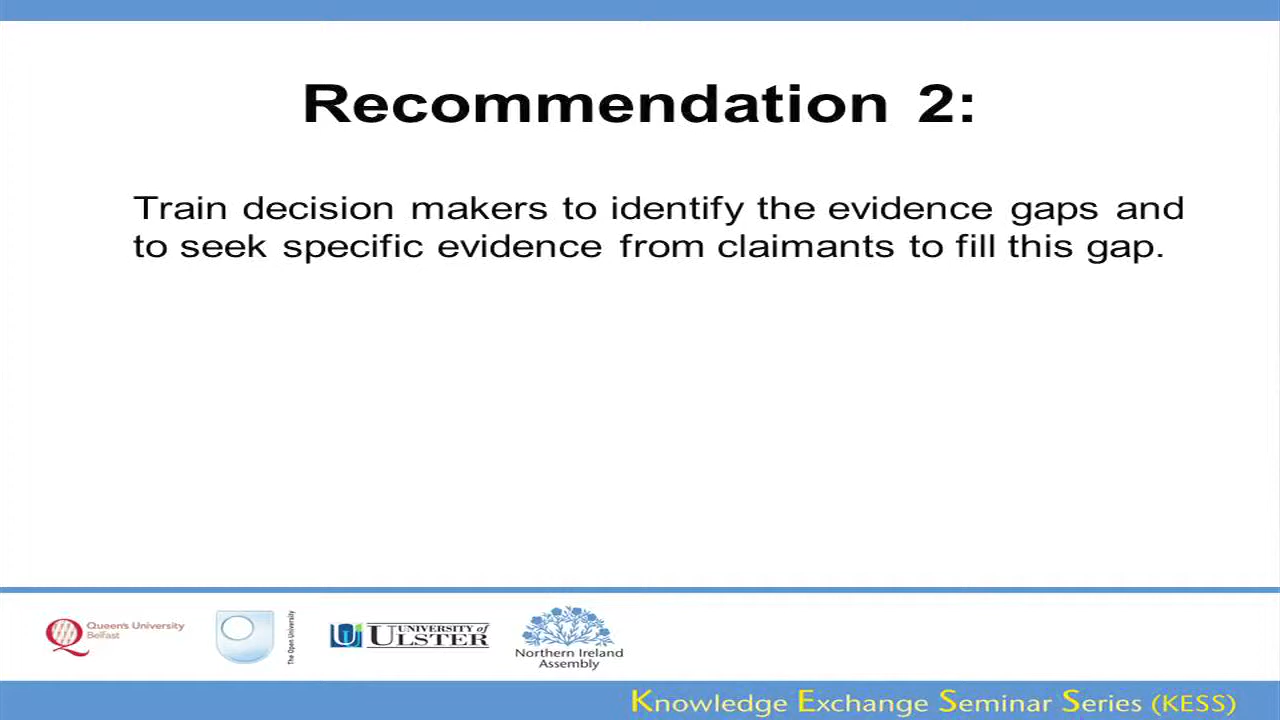 Recommendation 2:
Train decision makers to identify the evidence gaps and
to seek specific evidence from claimants to fill this gap.
Queen's University
Belfast
The Open University
UNIVERSITY of
ULSTER
Northern Ireland
Assembly
Knowledge Exchange Seminar Series (KESS)